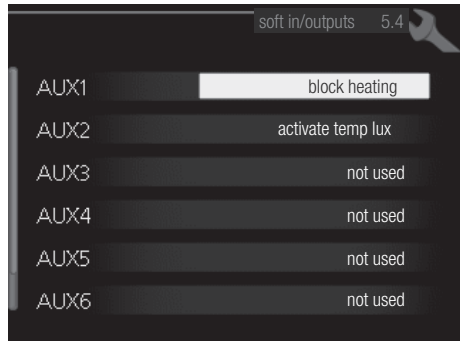 soft in/outputs 5.4
AUX1 block heating
AUX2 activate temp lux
AUX3 not used
AUX4 not used
AUX5 not used
AUX6 not used